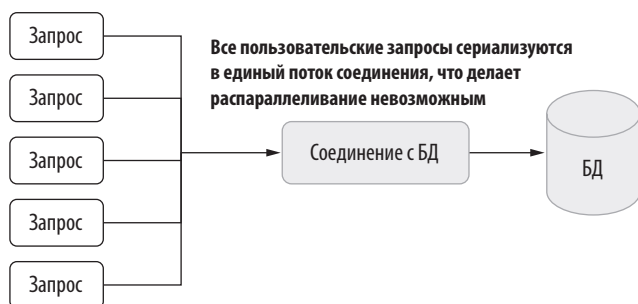 Запрос
Все пользовательские запросы сериализуются
в единый поток соединения, что делает
распараллеливание невозможным
Запрос
Запрос
Соединение с БД
БД
Запрос
Запрос